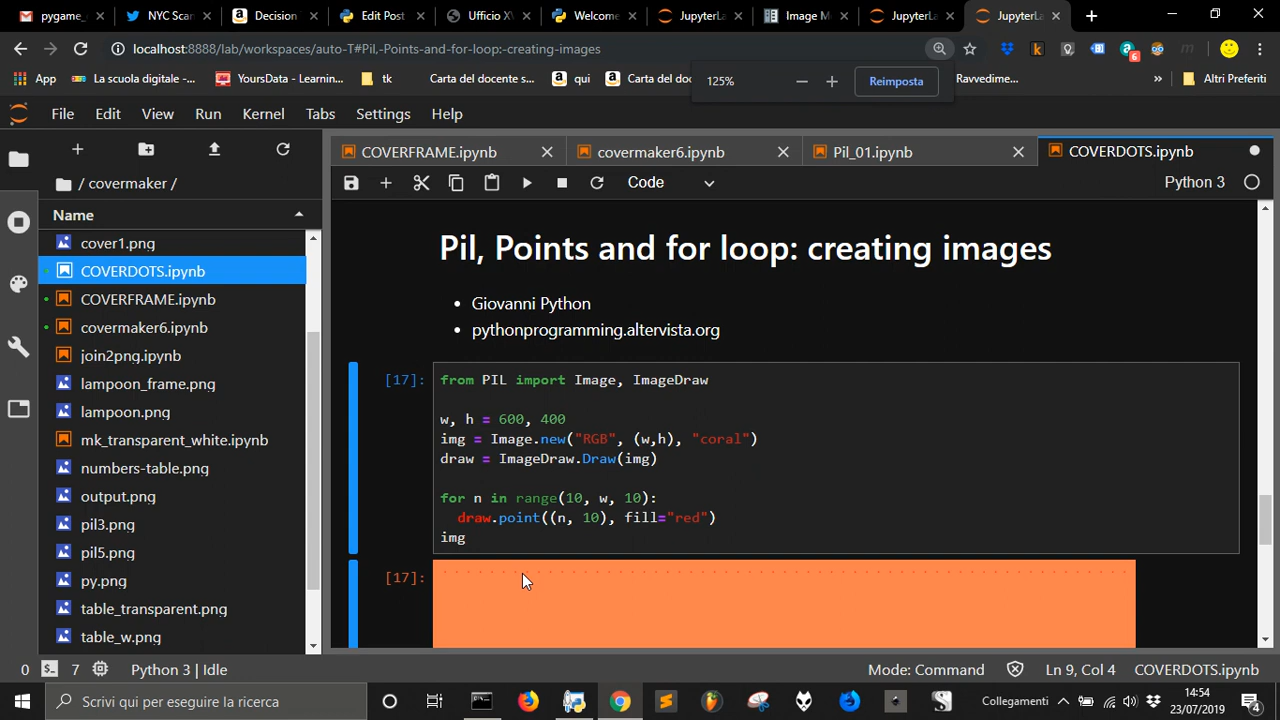 pygame_
NYC Scar
Decision
Edit Post
Ufficio XV
Welcome
JupyterLa
Image M
JupyterLa
JupyterLa
localhost:8888/lab/workspaces/auto-T#Pil,-Points-and-for-loop:-creating-images
6
App
La scuola digitale -...
YoursData - Learnin...
tk
Carta del docente s...
qui
Carta del doc
Ravvedime...
»
Altri Preferiti
125%
Reimposta
File Edit View Run Kernel Tabs Settings Help
/ covermaker /
Name
cover1.png
COVERDOTS.ipynb
COVERFRAME.ipynb
covermaker6.ipynb
join2png.ipynb
lampoon_frame.png
lampoon.png
mk_transparent_white.ipynb
numbers-table.png
output.png
pil3.png
pil5.png
py.png
table_transparent.png
table_w.png
COVERFRAME.ipynb
covermaker6.ipynb
Pil_01.ipynb
COVERDOTS.ipynb
Code
Python 3
Pil, Points and for loop: creating images
• Giovanni Python
• pythonprogramming.altervista.org
[17]:
from PIL import Image, ImageDraw
w, h = 600, 400
img = Image.new("RGB", (w,h), "coral")
draw = ImageDraw.Draw(img)
for n in range(10, w, 10):
draw.point((n, 10), fill="red")
img
[17]:
0
7
Python 3 | Idle
Mode: Command
Ln 9, Col 4
COVERDOTS.ipynb
Scrivi qui per eseguire la ricerca
Collegamenti
4:54
23/07/2019
4